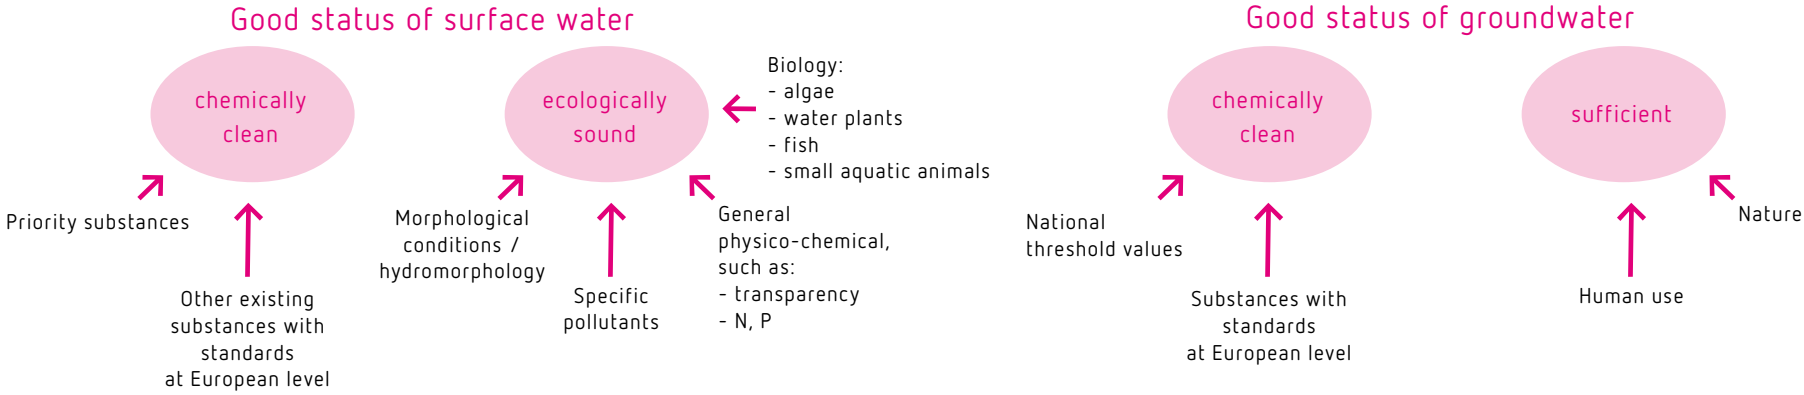 Good status of surface water
chemically
clean
Priority substances
Other existing
substances with
standards
at European level
ecologically
sound
Morphological
conditions /
hydromorphology
Specific
pollutants
General
physico-chemical,
such as:
- transparency
- N, P
Biology:
- algae
- water plants
- fish
- small aquatic animals
Good status of groundwater
chemically
clean
National
threshold values
Substances with
standards
at European level
sufficient
Human use
Nature